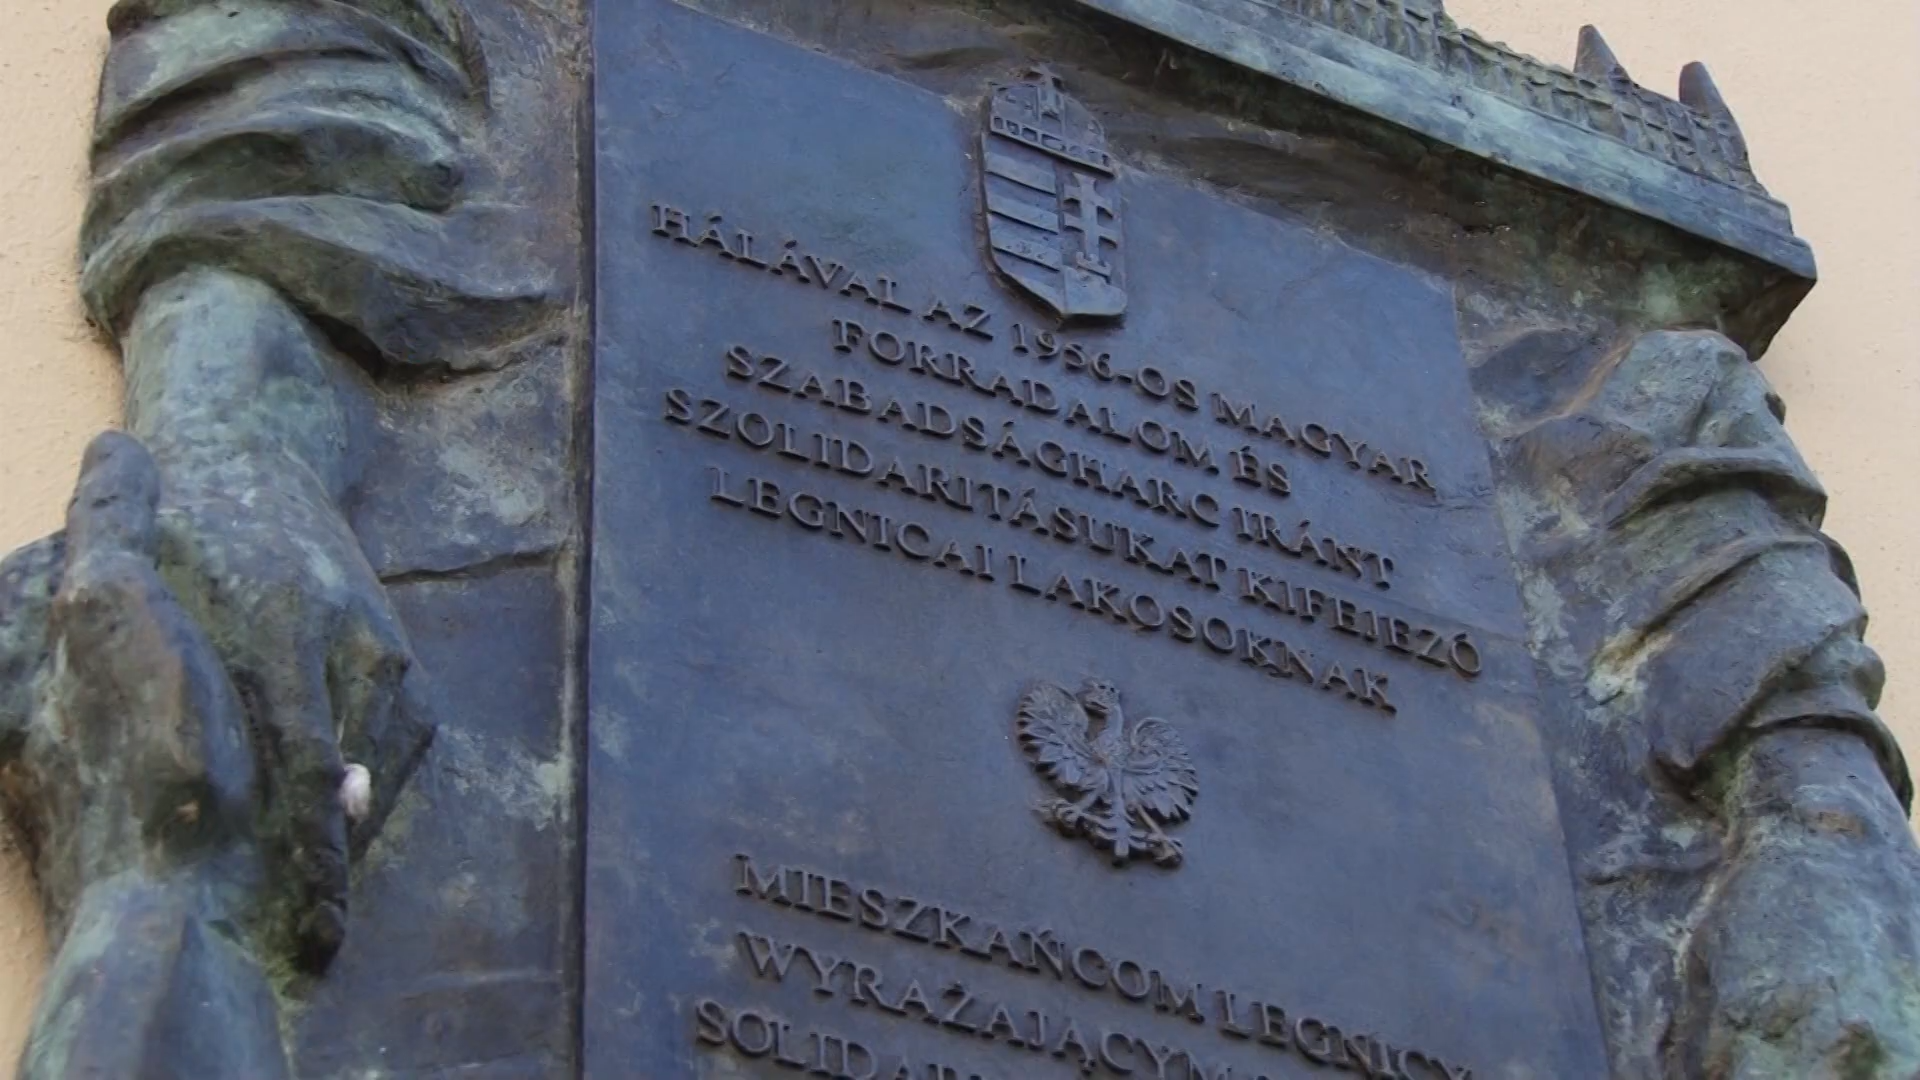 HÁLÁVAL AZ 1956-OS MAGYAR
FORRADALOM ÉS
SZABADSÁGHARC IRÁNT
SZOLIDARITÁSUKAT KIFEJEZŐ
LEGNICAI LAKOSOKNAK
MIESZKAŃCOM LEGNICY
WYRAŻAJĄCYM